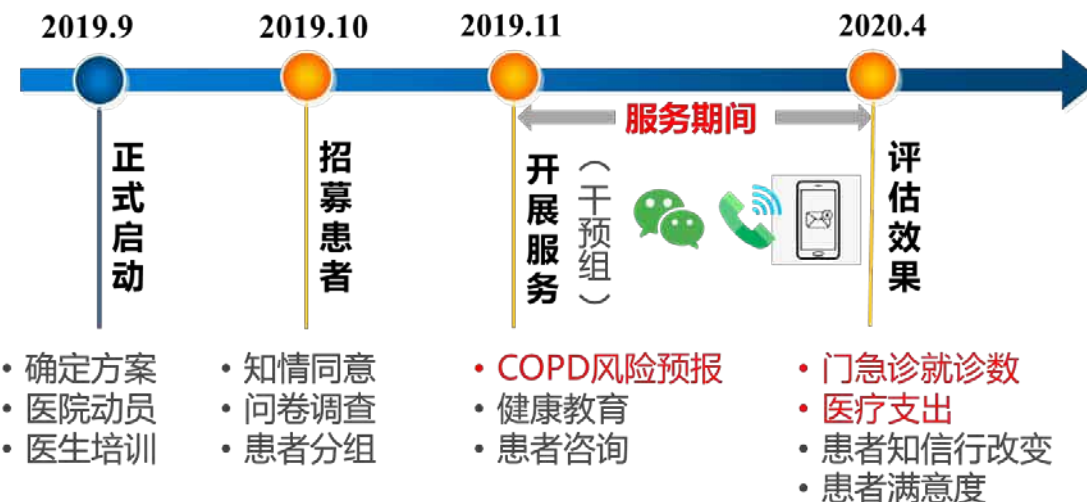 2019.9
2019.10
2019.11
2020.4
服务期间
正式启动
招募患者
开展服务
（干预组）
评估效果
• 确定方案
• 医院动员
• 医生培训
• 知情同意
• 问卷调查
• 患者分组
• COPD风险预报
• 健康教育
• 患者咨询
• 门急诊就诊数
• 医疗支出
• 患者知信行改变
• 患者满意度